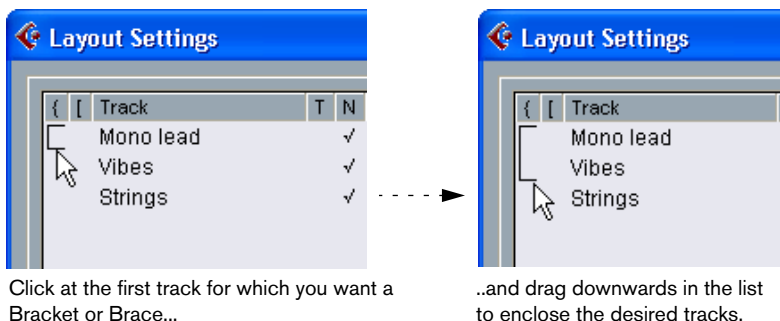 Layout Settings
{ [ Track T N
Mono lead √
Vibes √
Strings √
Click at the first track for which you want a
Bracket or Brace...
Layout Settings
{ [ Track
Mono lead
Vibes
Strings
..and drag downwards in the list
to enclose the desired tracks.